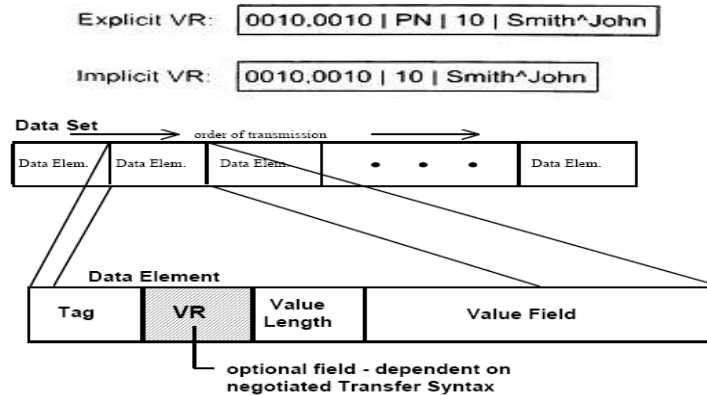 Explicit VR: 0010,0010 | PN | 10 | Smith^John
Implicit VR: 0010,0010 | 10 | Smith^John
Data Set
order of transmission
Data Elem. Data Elem. Data Elem. • • • Data Elem.
Data Element
Tag VR Value Length Value Field
optional field - dependent on
negotiated Transfer Syntax